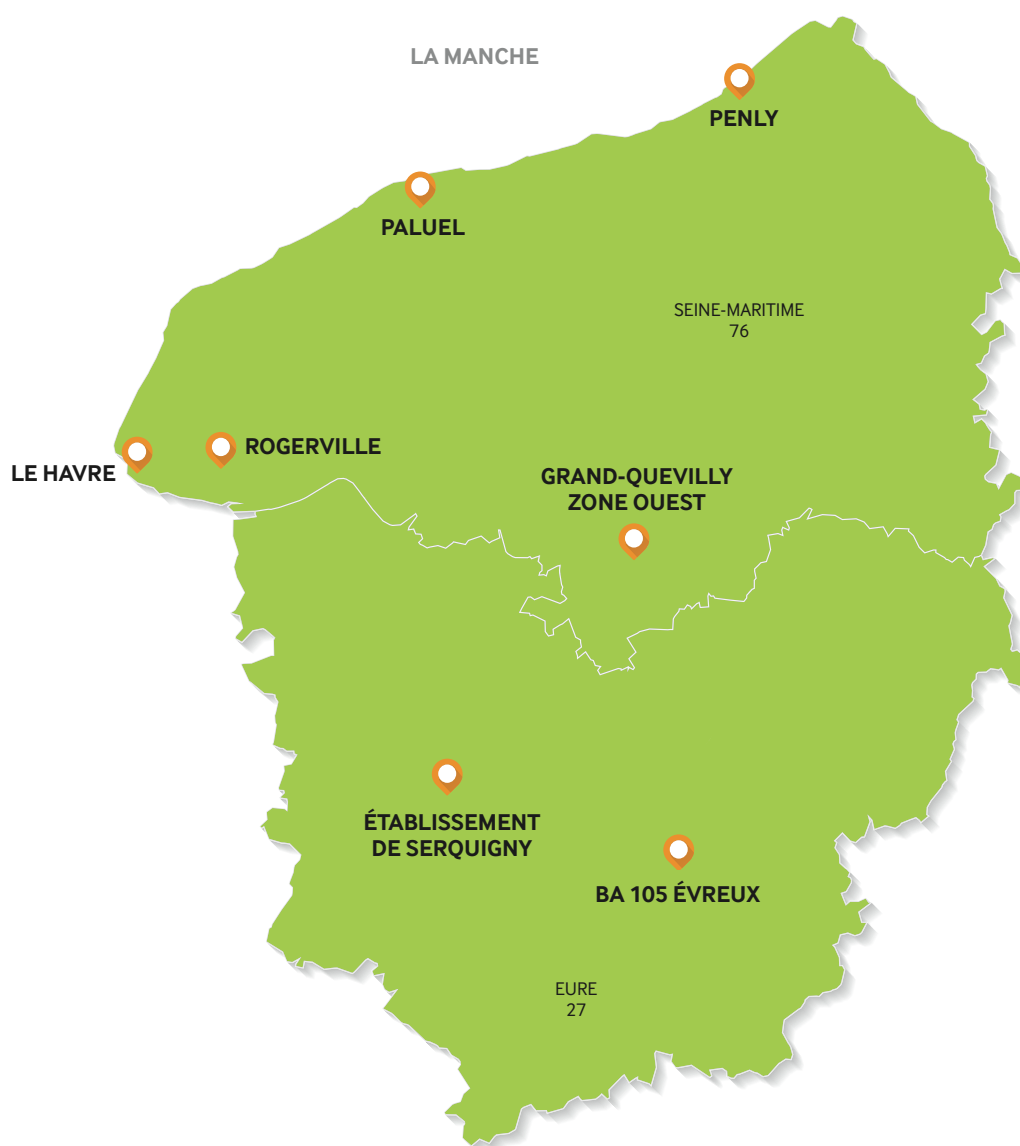 LA MANCHE
PENLY
PALUEL
SEINE-MARITIME
76
ROGERVILLE
LE HAVRE
GRAND-QUEVILLY
ZONE OUEST
ÉTABLISSEMENT
DE SERQUIGNY
BA 105 ÉVREUX
EURE
27